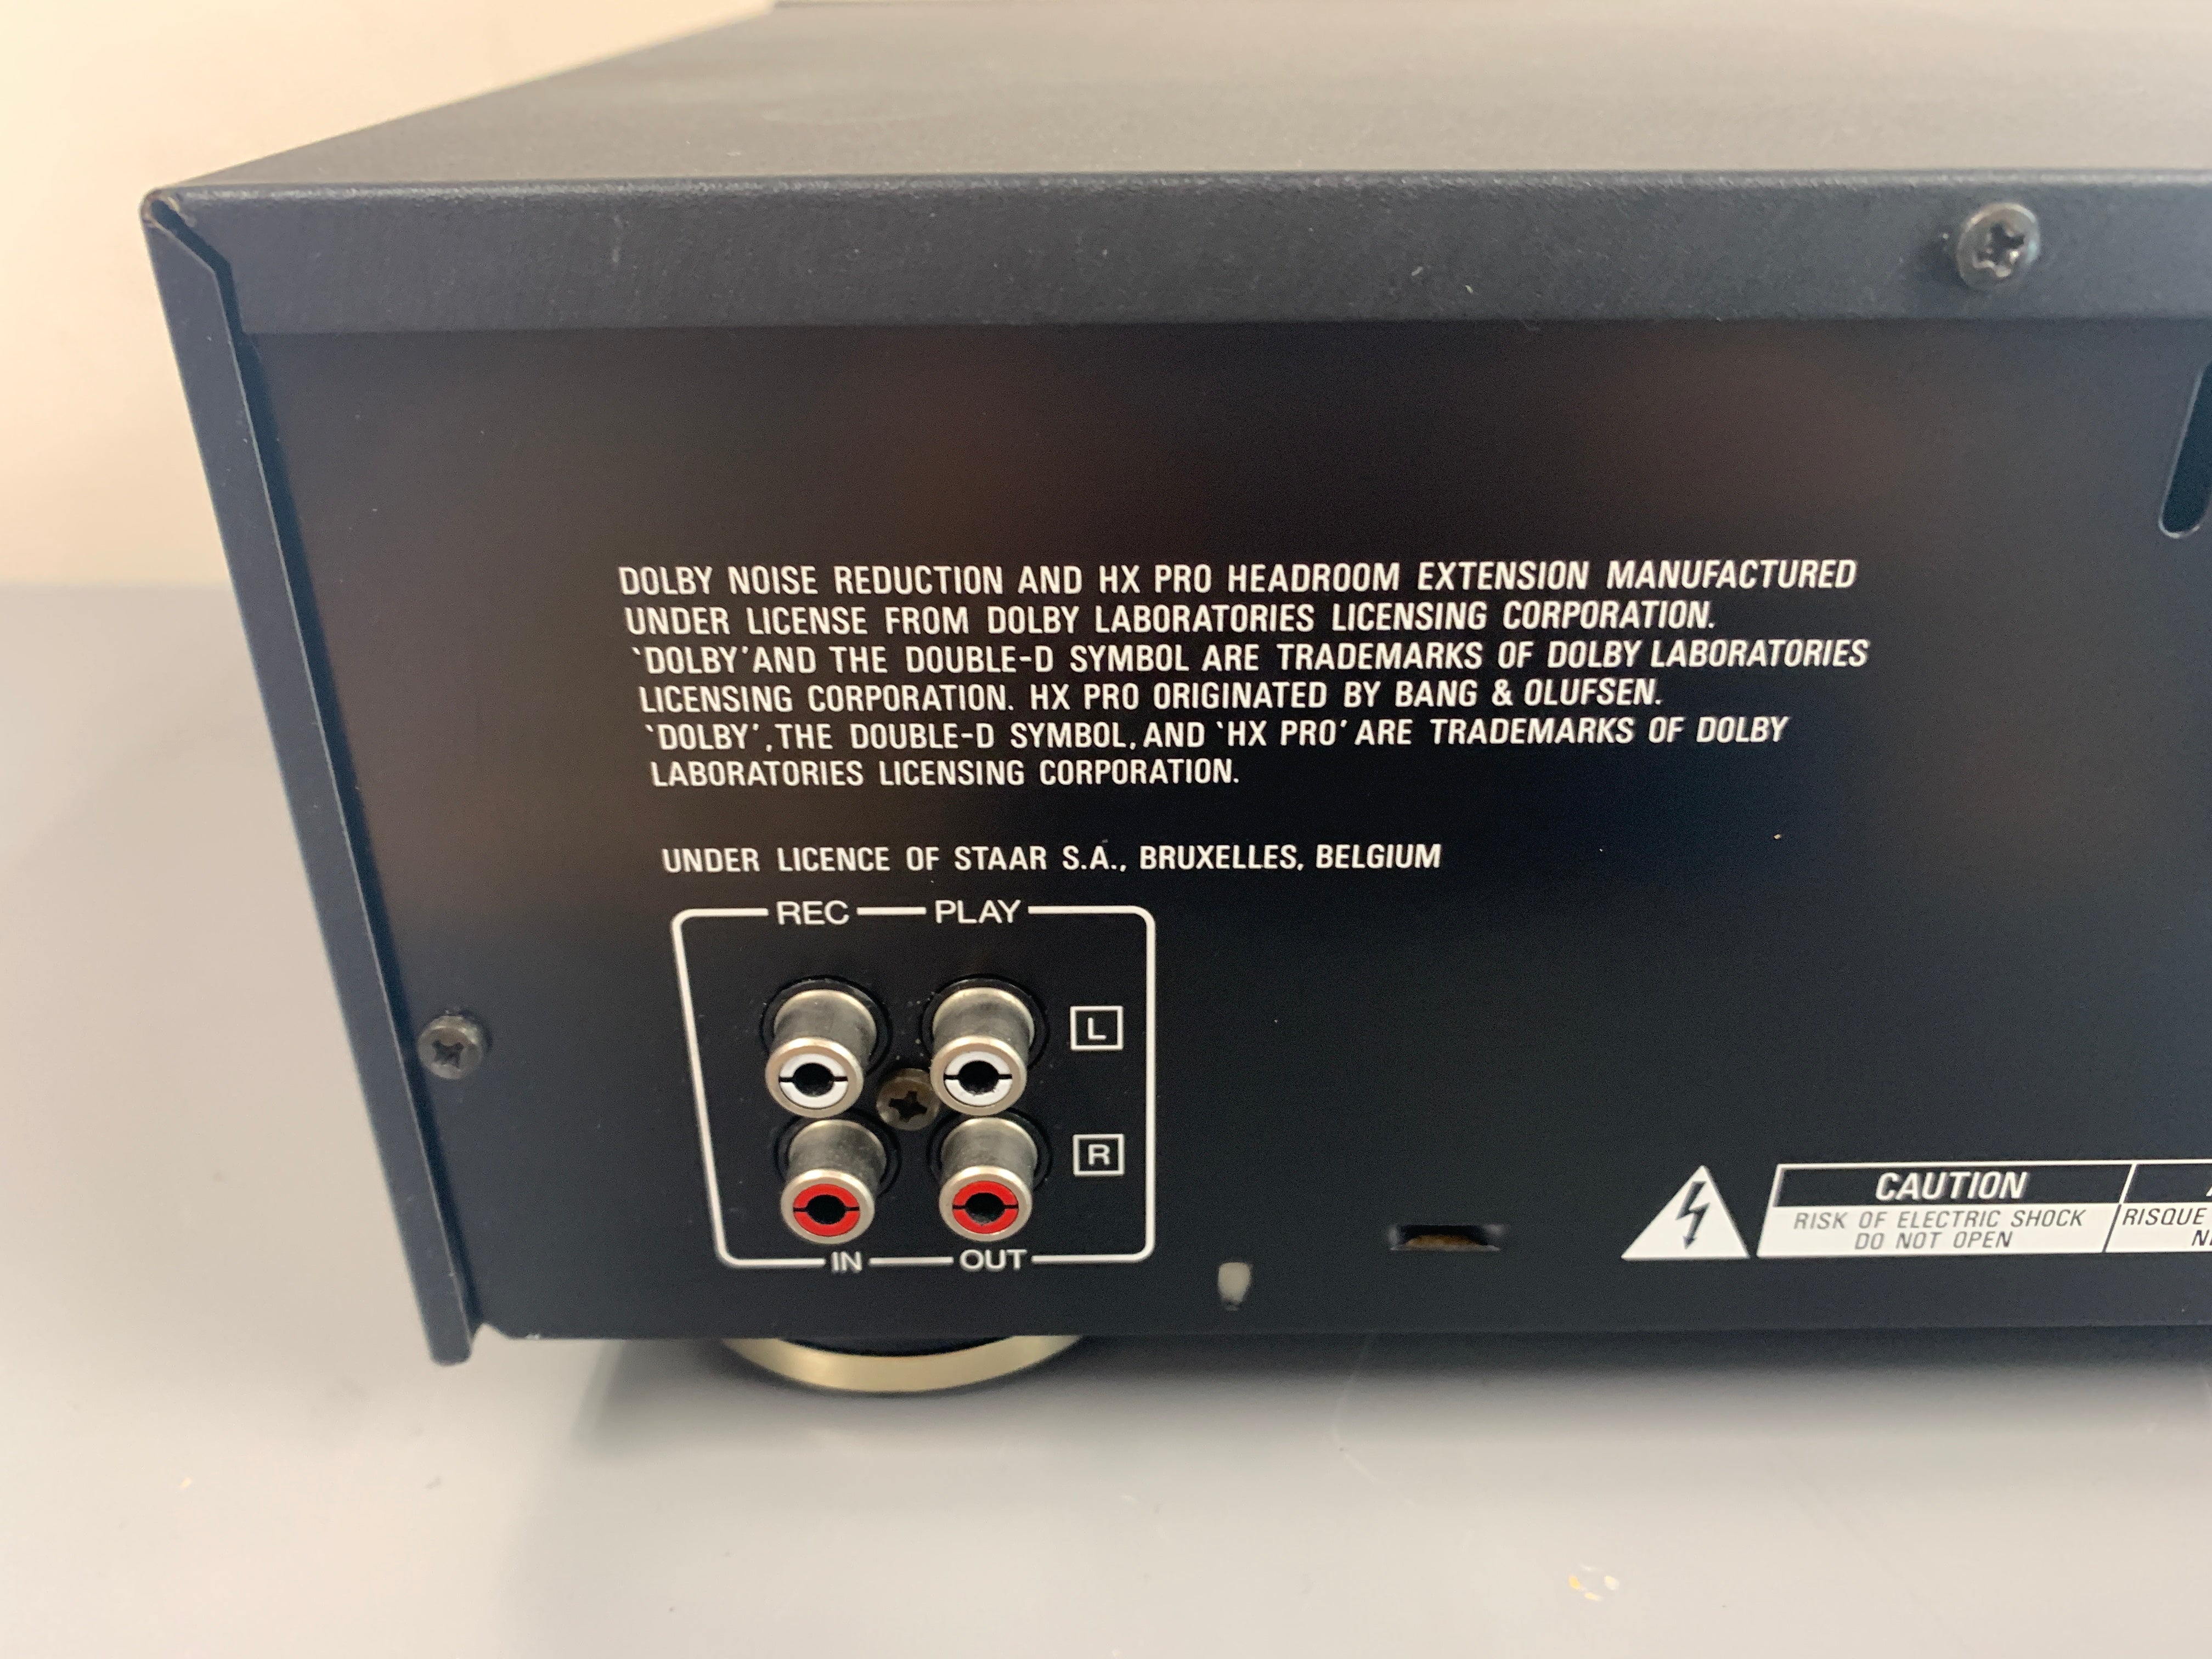 DOLBY NOISE REDUCTION AND HX PRO HEADROOM EXTENSION MANUFACTURED
UNDER LICENSE FROM DOLBY LABORATORIES LICENSING CORPORATION.
‵DOLBY′ AND THE DOUBLE-D SYMBOL ARE TRADEMARKS OF DOLBY LABORATORIES
LICENSING CORPORATION. HX PRO ORIGINATED BY BANG & OLUFSEN.
‵DOLBY′, THE DOUBLE-D SYMBOL, AND ‵HX PRO′ ARE TRADEMARKS OF DOLBY
LABORATORIES LICENSING CORPORATION.
UNDER LICENCE OF STAAR S.A., BRUXELLES, BELGIUM
REC PLAY
L
R
IN OUT
CAUTION
RISK OF ELECTRIC SHOCK
DO NOT OPEN
RISQUE